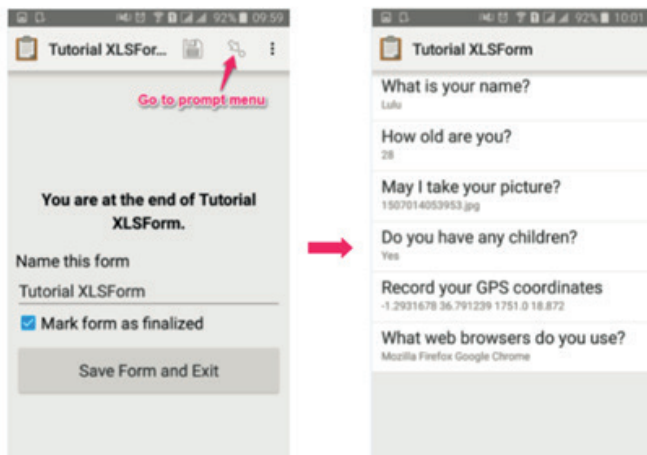 92% 09:59
Tutorial XLSFor...
Go to prompt menu
You are at the end of Tutorial
XLSForm.
Name this form
Tutorial XLSForm
Mark form as finalized
Save Form and Exit
92% 10:01
Tutorial XLSForm
What is your name?
Lulu
How old are you?
28
May I take your picture?
1507014053953.jpg
Do you have any children?
Yes
Record your GPS coordinates
-1.2931678 36.791239 1751.0 18.872
What web browsers do you use?
Mozilla Firefox Google Chrome